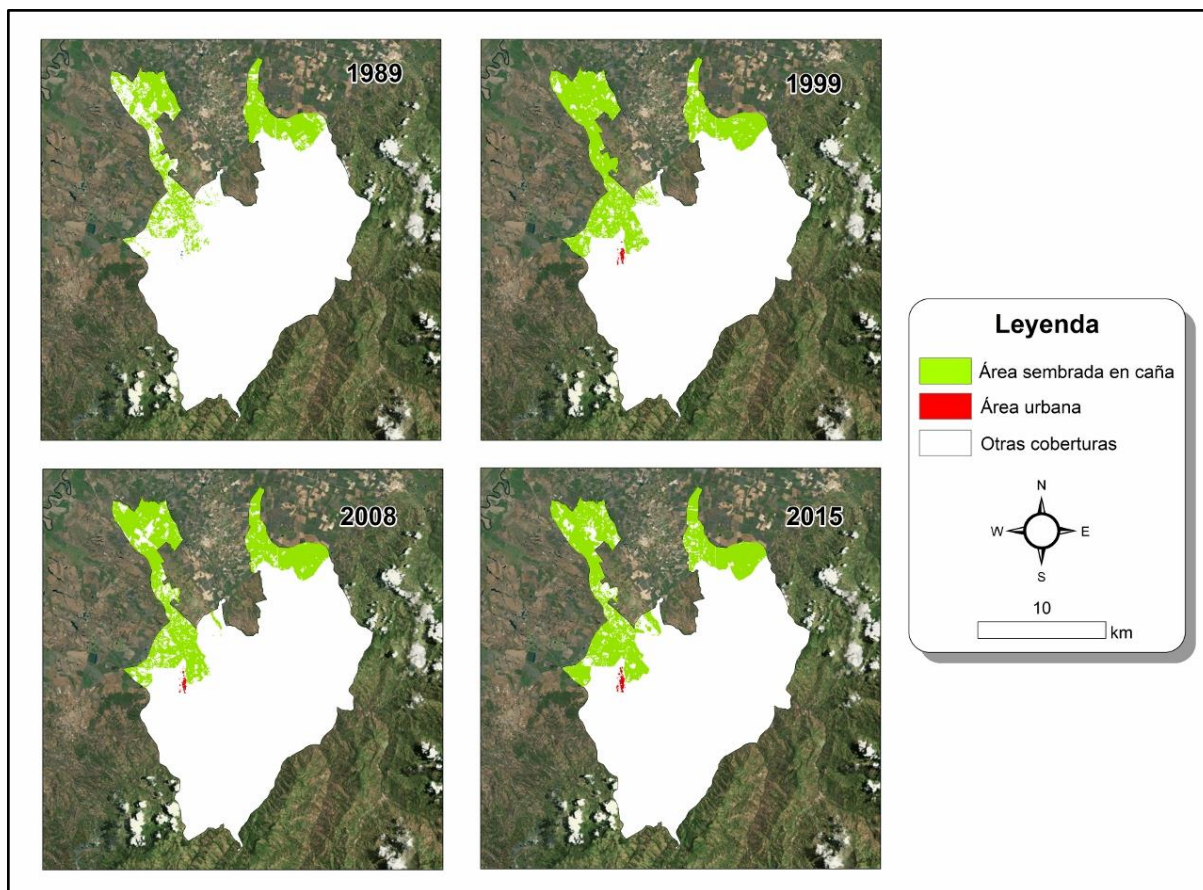 1989
1999
2008
2015
Leyenda
Área sembrada en caña
Área urbana
Otras coberturas
N
W
E
S
10
km